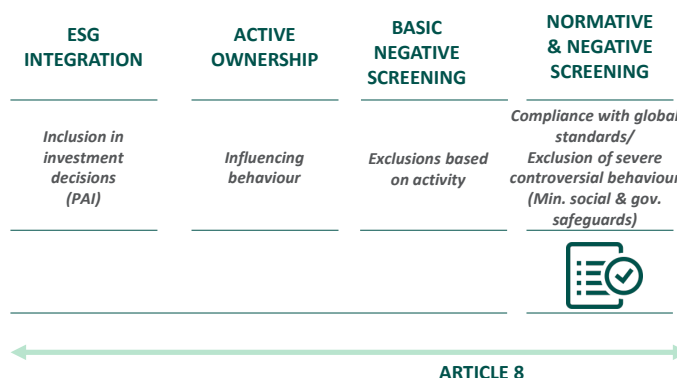 ESG
INTEGRATION
ACTIVE
OWNERSHIP
BASIC
NEGATIVE
SCREENING
NORMATIVE
& NEGATIVE
SCREENING
Inclusion in
investment
decisions
(PAI)
Influencing
behaviour
Exclusions based
on activity
Compliance with global
standards/
Exclusion of severe
controversial behaviour
(Min. social & gov.
safeguards)
ARTICLE 8